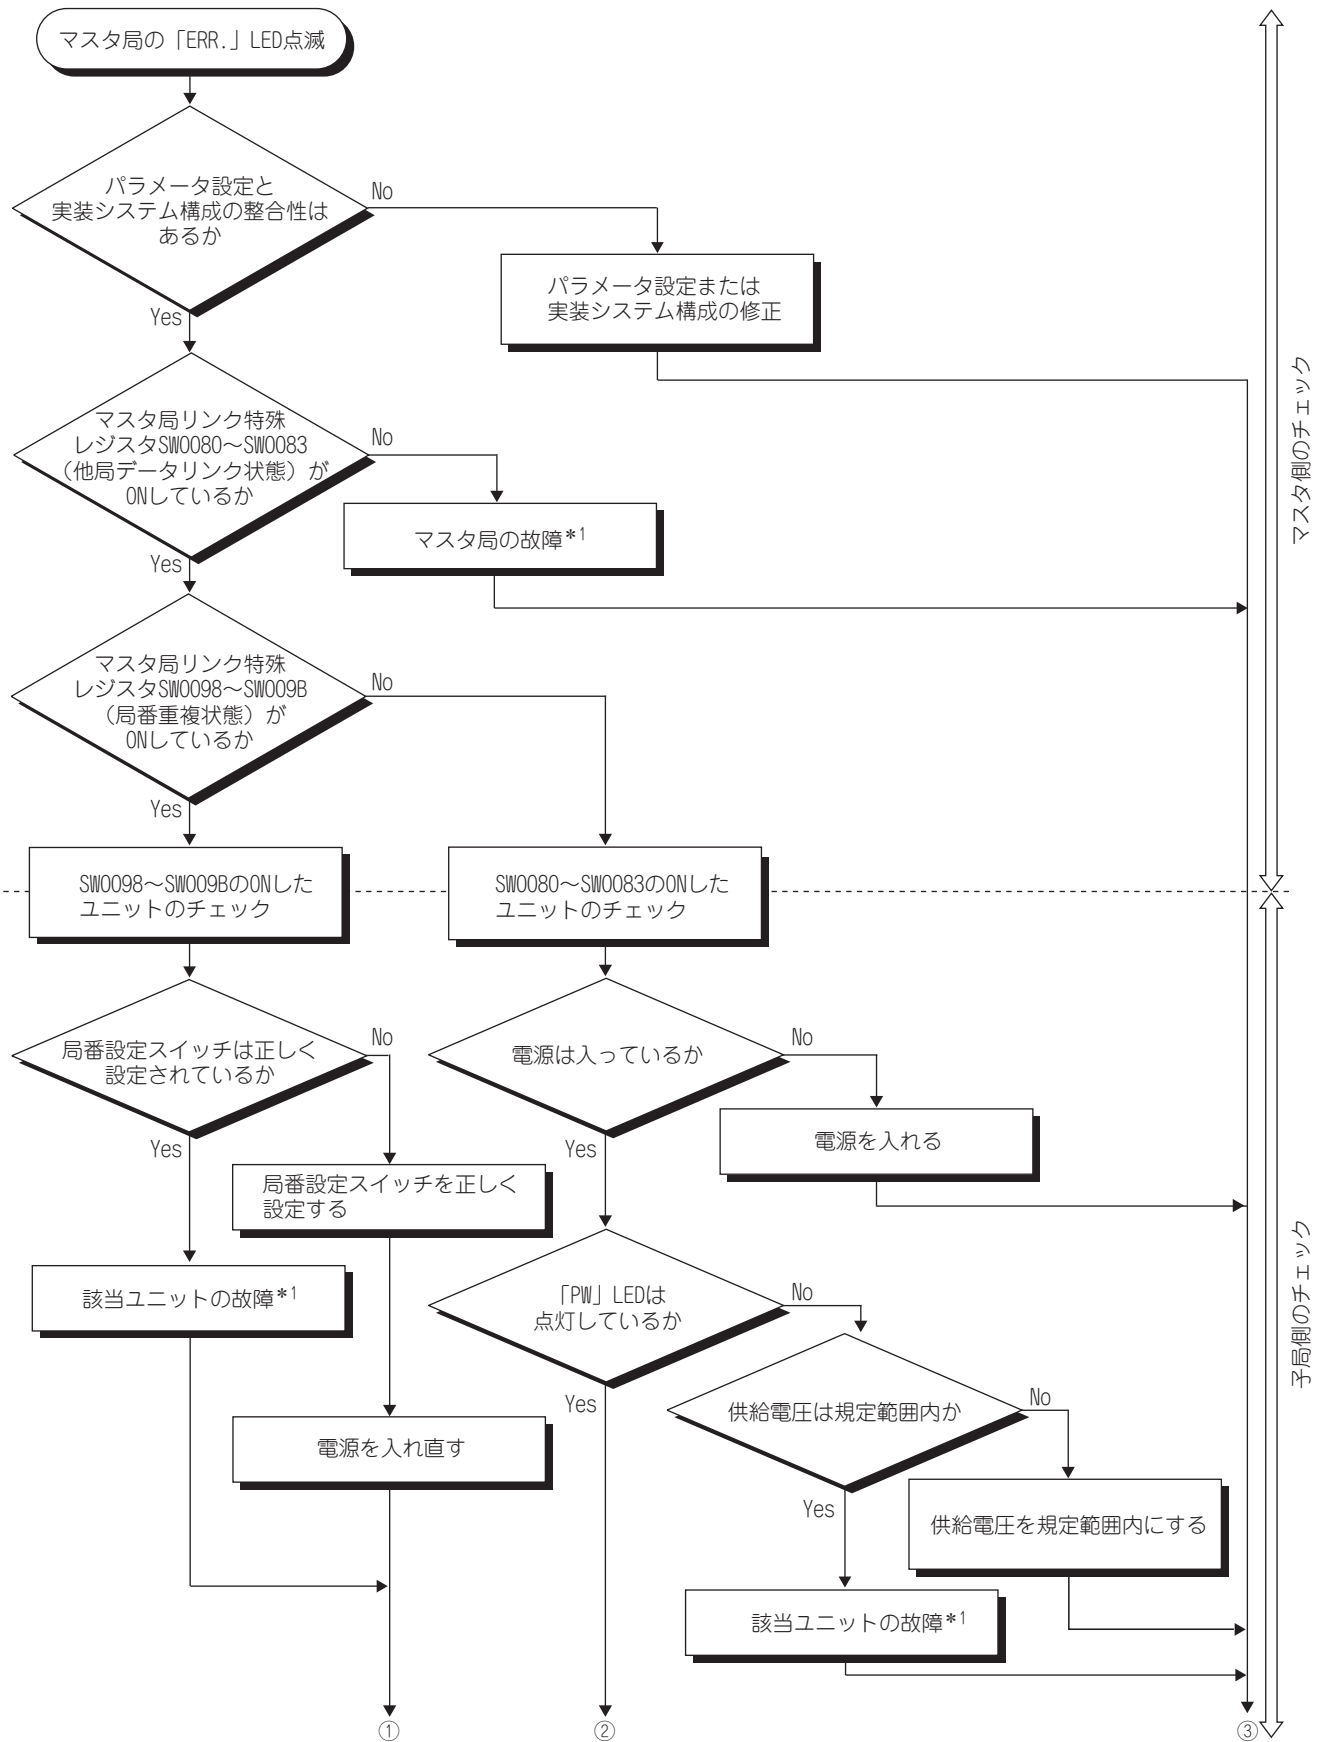 マスタ局の「ERR.」LED点滅
パラメータ設定と
実装システム構成の整合性は
あるか
No
Yes
パラメータ設定または
実装システム構成の修正
マスタ局リンク特殊
レジスタSW0080～SW0083
（他局データリンク状態）が
ONしているか
No
Yes
マスタ局の故障*1
マスタ局リンク特殊
レジスタSW0098～SW009B
（局番重複状態）が
ONしているか
No
Yes
マスタ側のチェック
SW0098～SW009BのONした
ユニットのチェック
SW0080～SW0083のONした
ユニットのチェック
局番設定スイッチは正しく
設定されているか
No
Yes
電源は入っているか
No
Yes
電源を入れる
局番設定スイッチを正しく
設定する
該当ユニットの故障*1
「PW」LEDは
点灯しているか
No
Yes
供給電圧は規定範囲内か
No
Yes
電源を入れ直す
供給電圧を規定範囲内にする
該当ユニットの故障*1
子局側のチェック
①
②
③